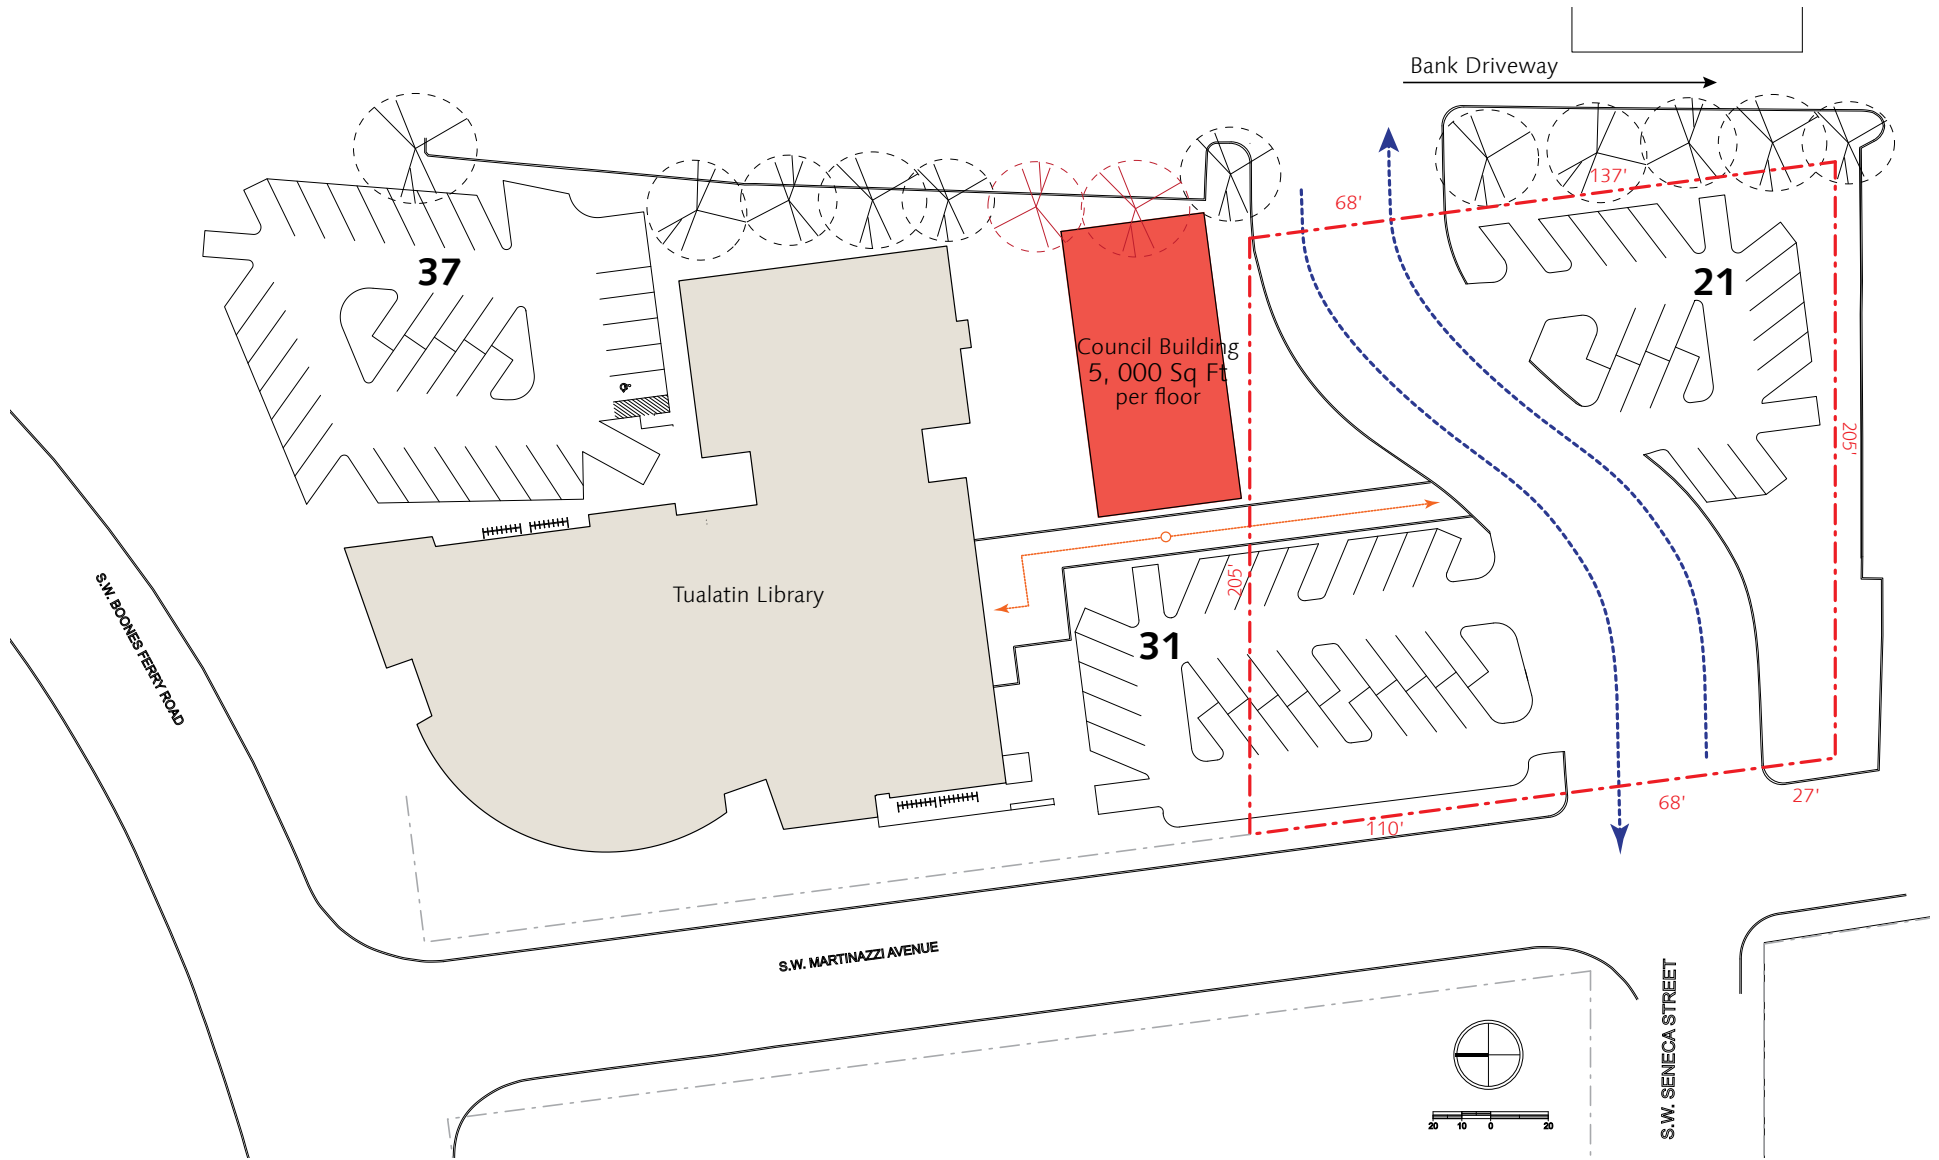 Bank Driveway
137'
68'
37
21
Council Building
5, 000 Sq Ft
per floor
205'
205'
Tualatin Library
31
S.W. BOONES FERRY ROAD
68'
27'
110'
S.W. MARTINAZZI AVENUE
S.W. SENECA STREET
20 10 0 20